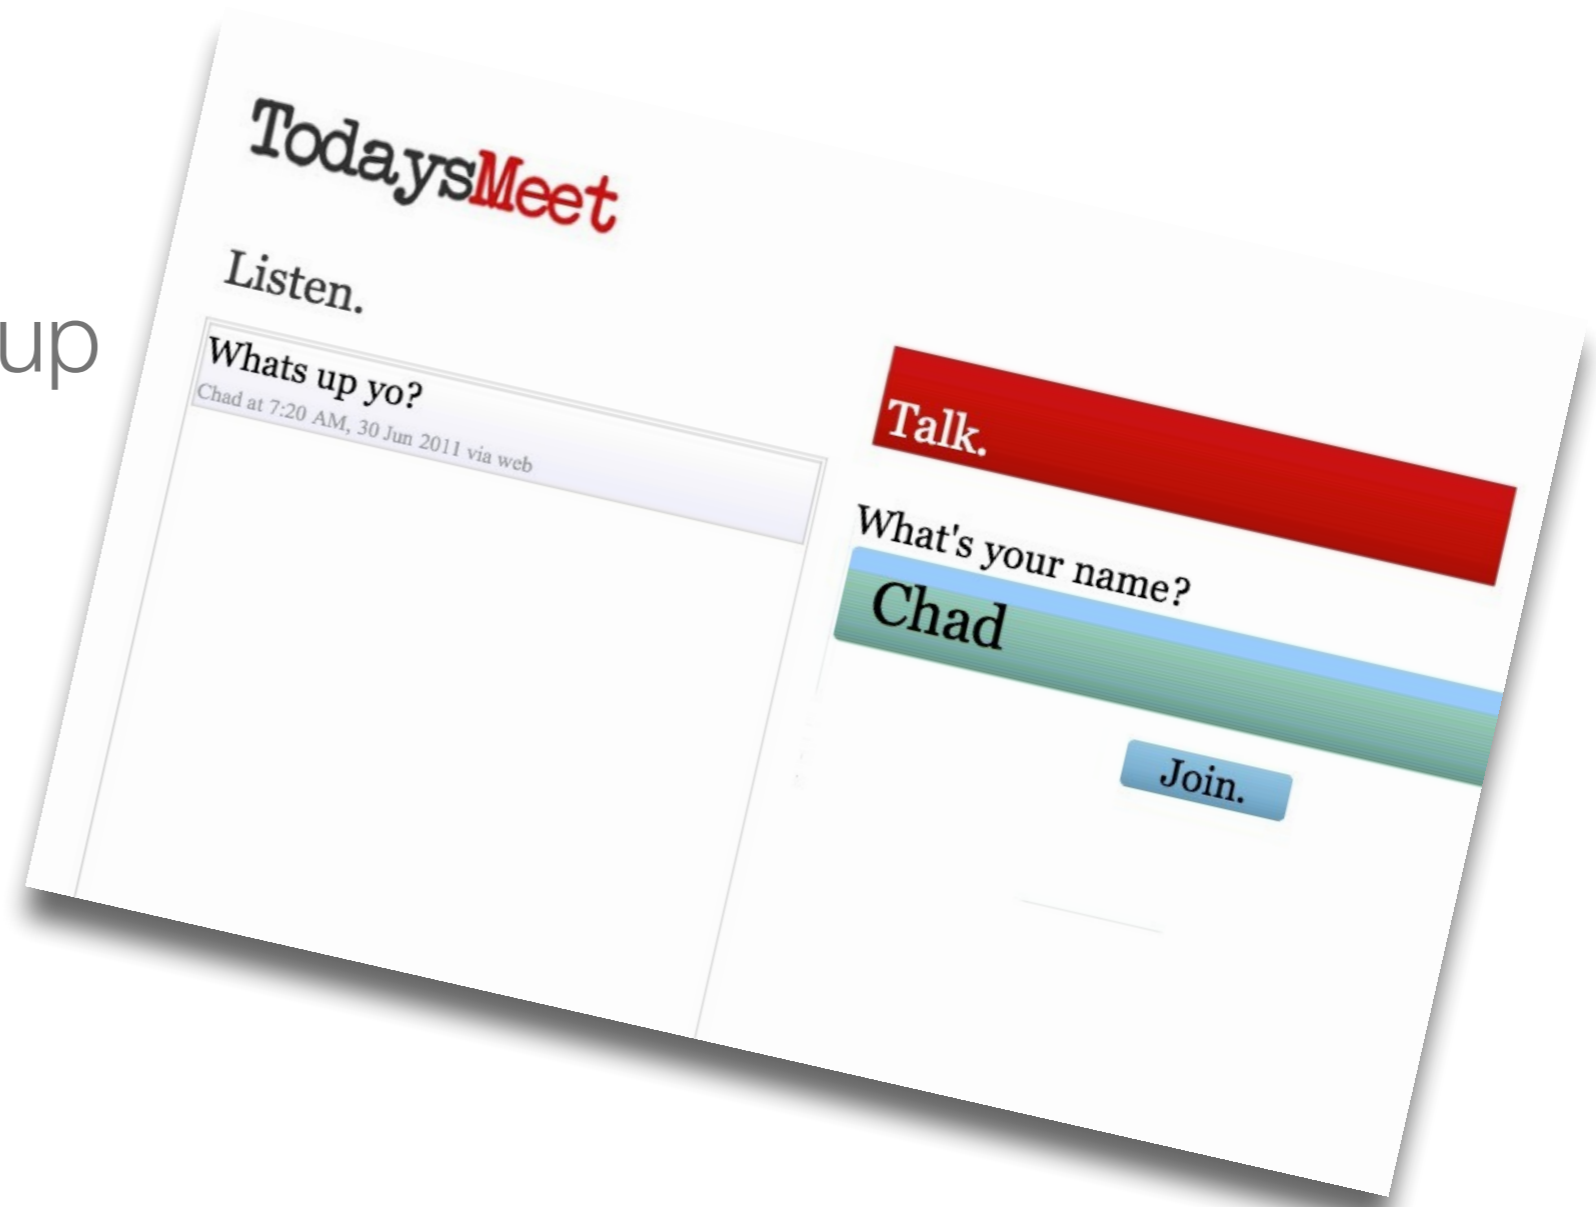 TodaysMeet
Listen.
up
Whats up yo?
Chad at 7:20 AM, 30 Jun 2011 via web
Talk.
What's your name?
Chad
Join.